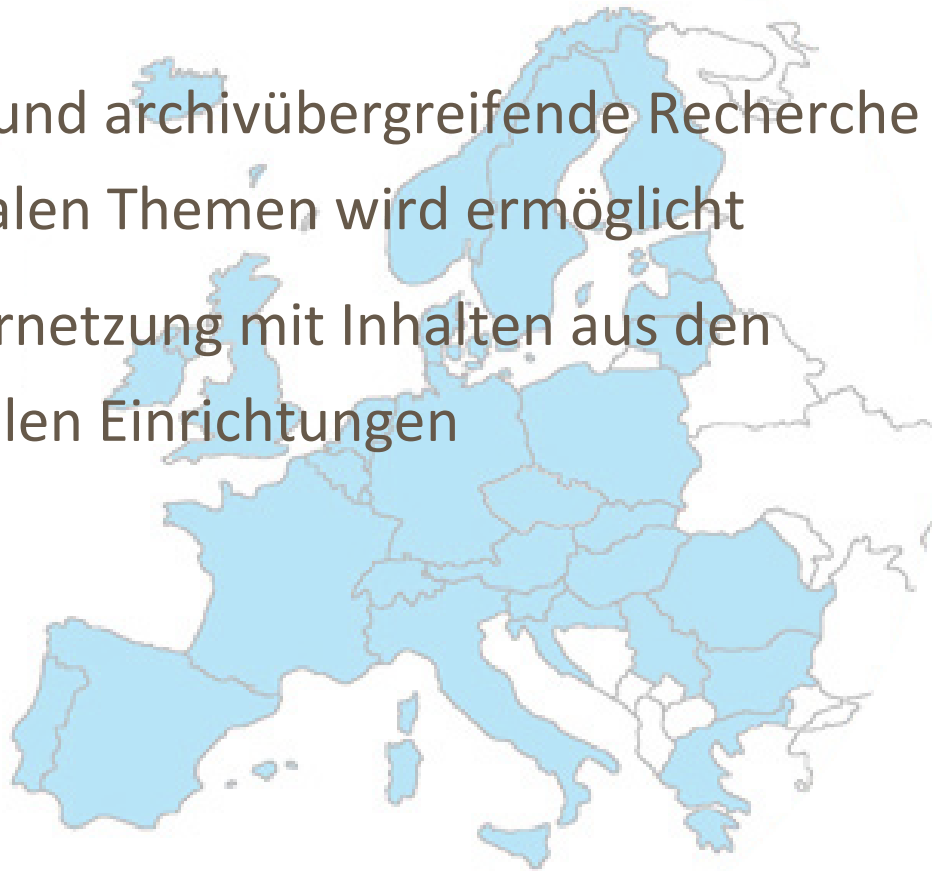 und archivübergreifende Recherche
alen Themen wird ermöglicht
rnetzung mit Inhalten aus den
len Einrichtungen